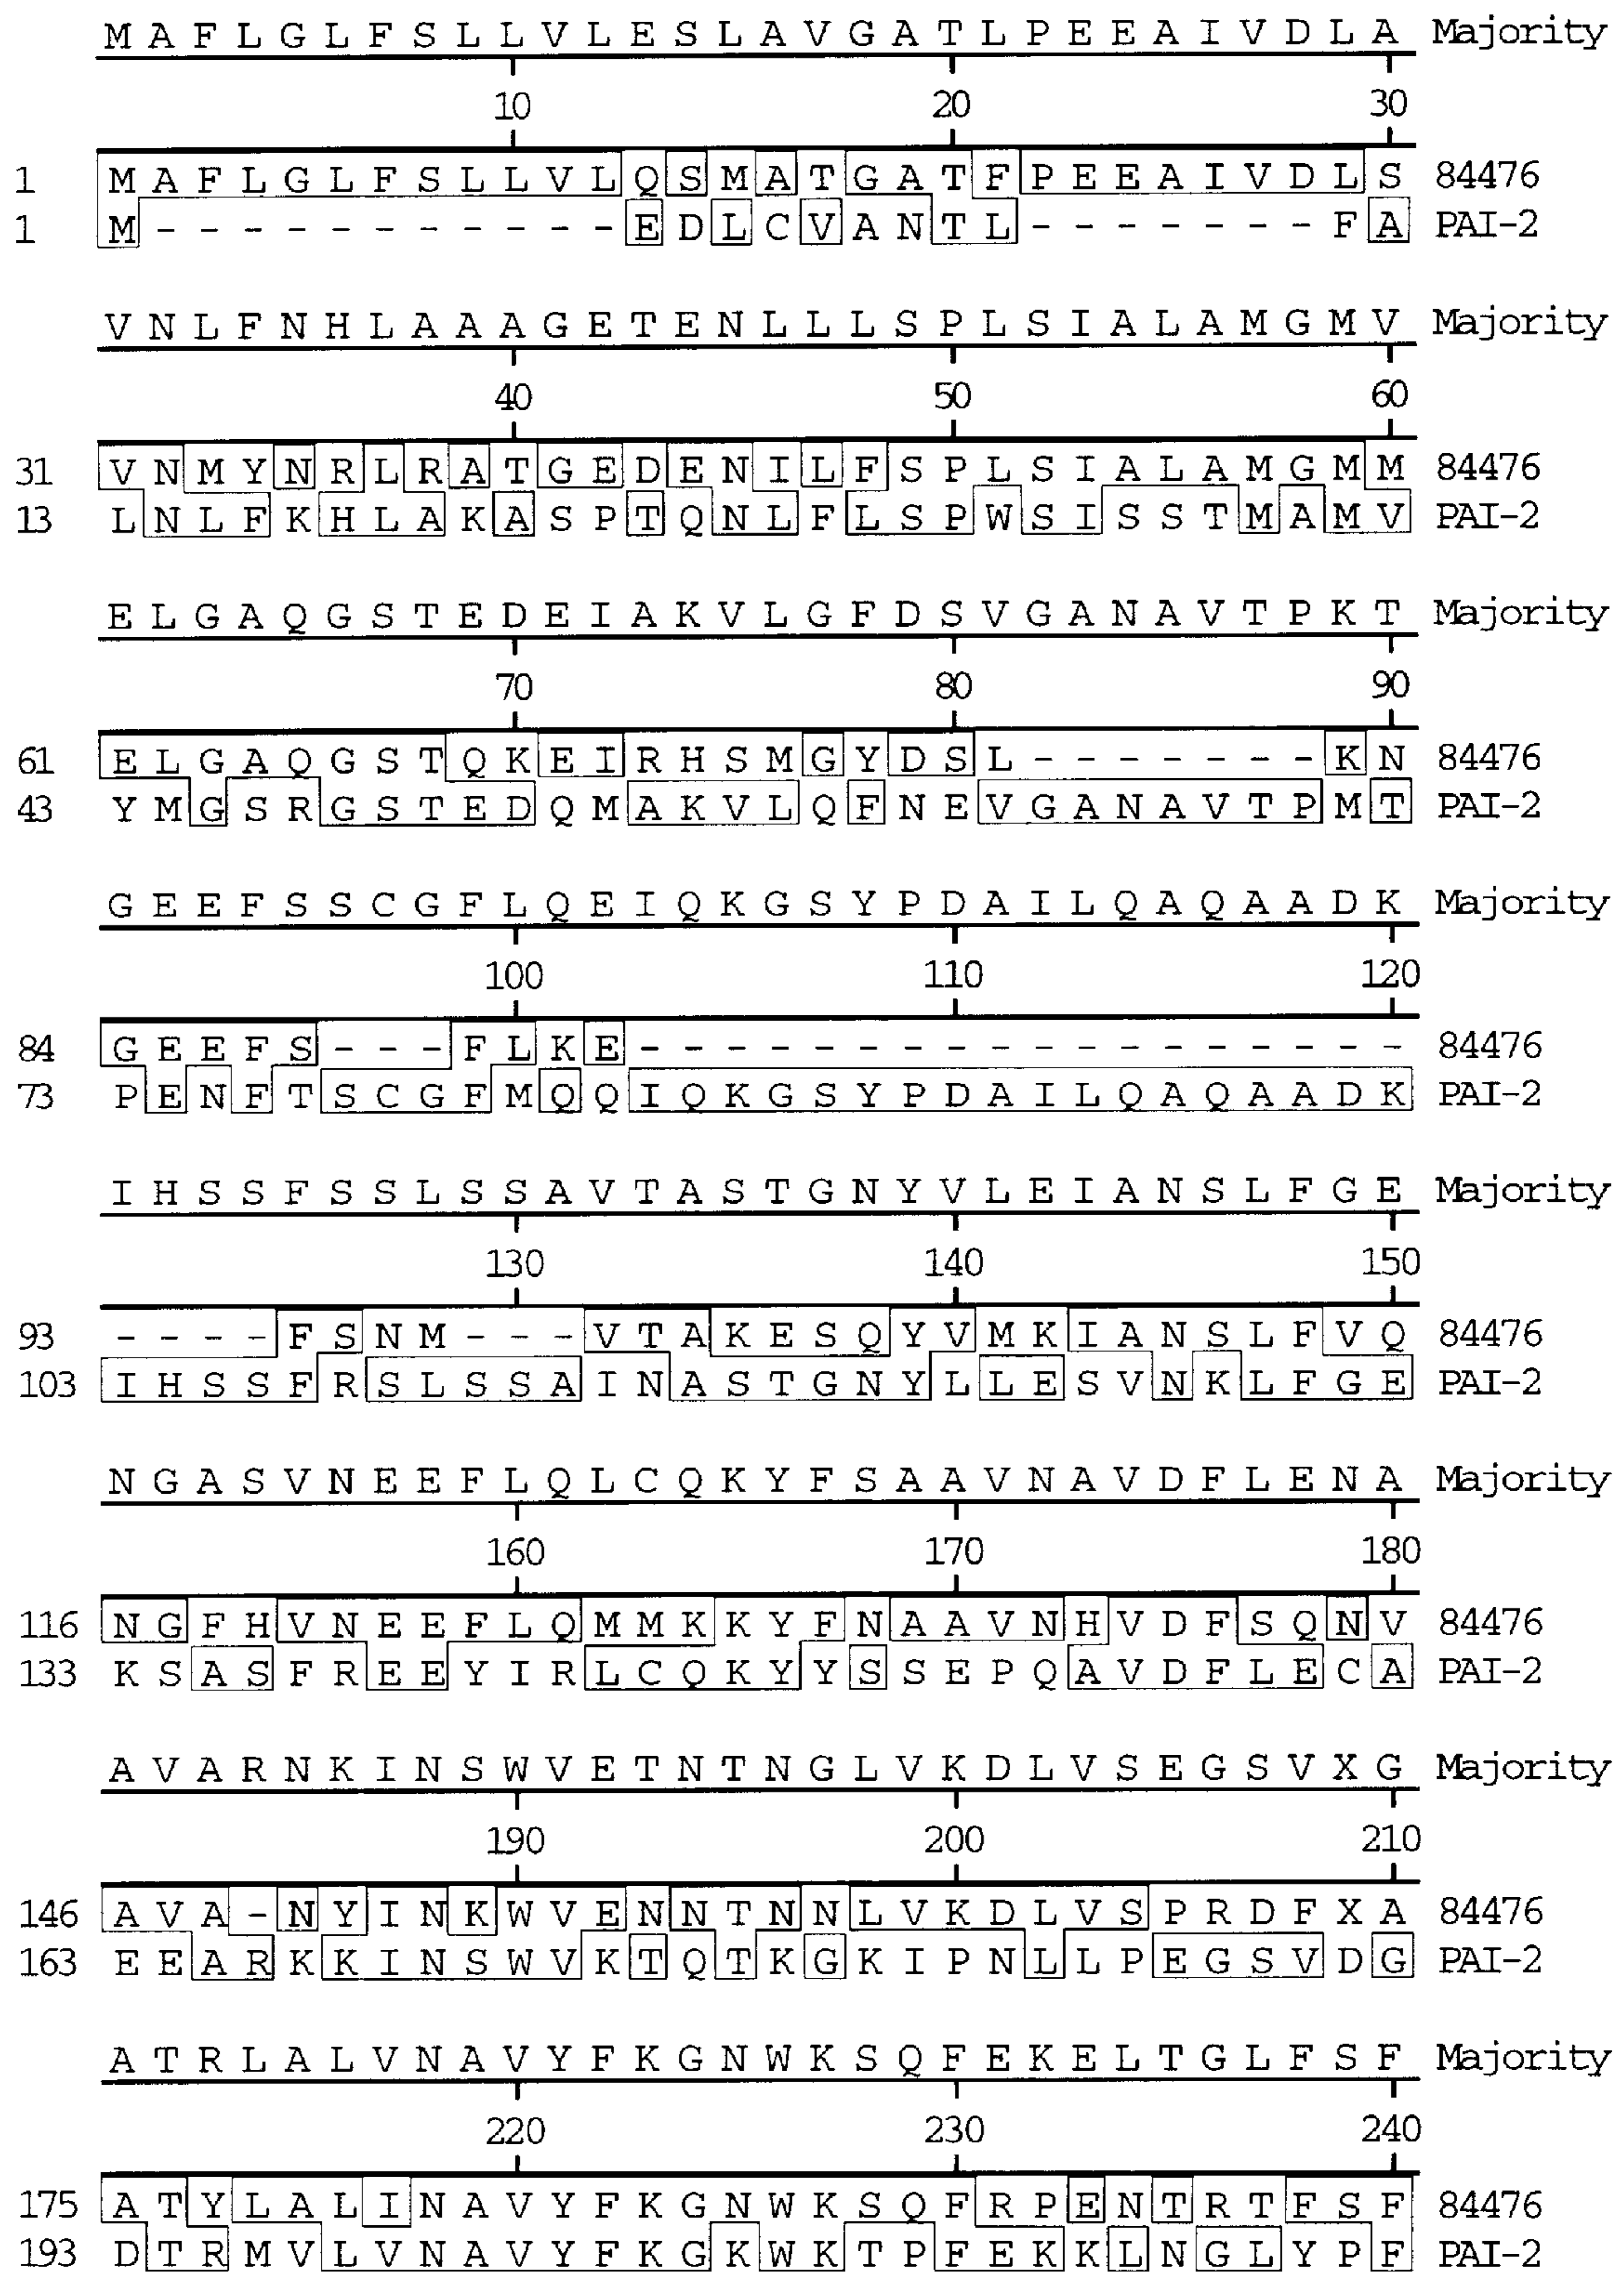 M A F L G L F S L L V L E S L A V G A T L P E E A I V D L A Majority
10 20 30
1 M A F L G L F S L L V L Q S M A T G A T F P E E A I V D L S 84476
1 M - - - - - - - - - - - E D L C V A N T L - - - - - - - F A PAI-2
V N L F N H L A A A G E T E N L L L S P L S I A L A M G M V Majority
40 50 60
31 V N M Y N R L R A T G E D E N I L F S P L S I A L A M G M M 84476
13 L N L F K H L A K A S P T Q N L F L S P W S I S S T M A M V PAI-2
E L G A Q G S T E D E I A K V L G F D S V G A N A V T P K T Majority
70 80 90
61 E L G A Q G S T Q K E I R H S M G Y D S L - - - - - - - K N 84476
43 Y M G S R G S T E D Q M A K V L Q F N E V G A N A V T P M T PAI-2
G E E F S S C G F L Q E I Q K G S Y P D A I L Q A Q A A D K Majority
100 110 120
84 G E E F S - - - F L K E - - - - - - - - - - - - - - - - - - 84476
73 P E N F T S C G F M Q Q I Q K G S Y P D A I L Q A Q A A D K PAI-2
I H S S F S S L S S A V T A S T G N Y V L E I A N S L F G E Majority
130 140 150
93 - - - - F S N M - - - V T A K E S Q Y V M K I A N S L F V Q 84476
103 I H S S F R S L S S A I N A S T G N Y L L E S V N K L F G E PAI-2
N G A S V N E E F L Q L C Q K Y F S A A V N A V D F L E N A Majority
160 170 180
116 N G F H V N E E F L Q M M K K Y F N A A V N H V D F S Q N V 84476
133 K S A S F R E E Y I R L C Q K Y Y S S E P Q A V D F L E C A PAI-2
A V A R N K I N S W V E T N T N G L V K D L V S E G S V X G Majority
190 200 210
146 A V A - N Y I N K W V E N N T N N L V K D L V S P R D F X A 84476
163 E E A R K K I N S W V K T Q T K G K I P N L L P E G S V D G PAI-2
A T R L A L V N A V Y F K G N W K S Q F E K E L T G L F S F Majority
220 230 240
175 A T Y L A L I N A V Y F K G N W K S Q F R P E N T R T F S F 84476
193 D T R M V L V N A V Y F K G K W K T P F E K K L N G L Y P F PAI-2